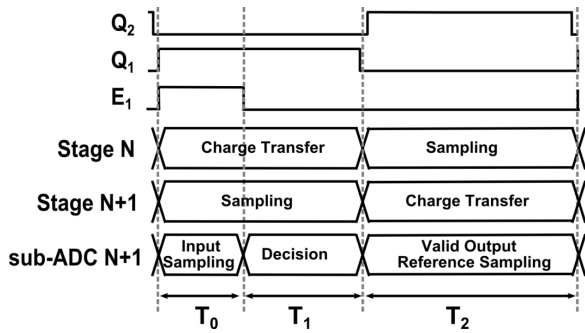 Q2
Q1
E1
Stage N
Charge Transfer
Sampling
Stage N+1
Sampling
Charge Transfer
sub-ADC N+1
Input
Sampling
Decision
Valid Output
Reference Sampling
T0
T1
T2